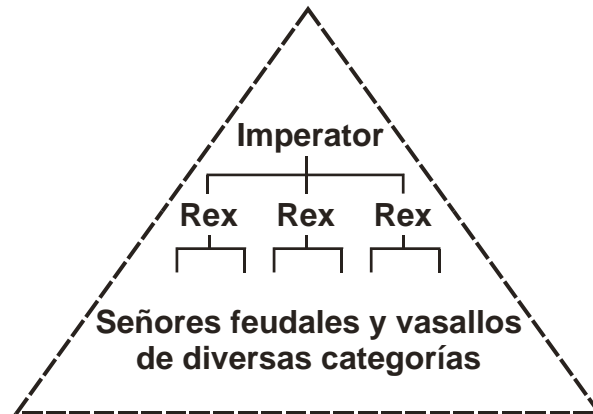 Imperator
Rex Rex Rex
Señores feudales y vasallos
de diversas categorías